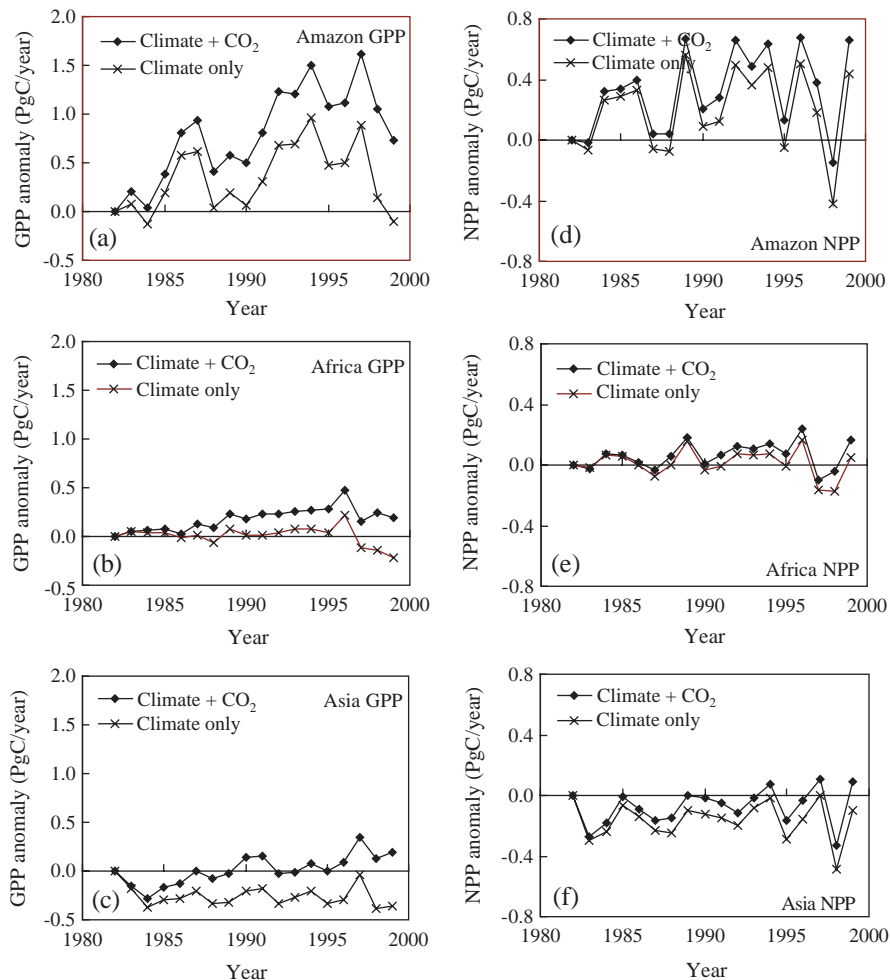 2.0
Climate + CO₂
Amazon GPP
1.5
Climate only
1.0
0.5
0.0
-0.5
GPP anomaly (PgC/year)
(a)
1980 1985 1990 1995 2000
Year
0.8
Climate + CO₂
Climate only
0.4
0.0
-0.4
-0.8
NPP anomaly (PgC/year)
(d)
Amazon NPP
1980 1985 1990 1995 2000
Year
2.0
Climate + CO₂
Africa GPP
1.5
Climate only
1.0
0.5
0.0
-0.5
GPP anomaly (PgC/year)
(b)
1980 1985 1990 1995 2000
Year
0.8
Climate + CO₂
Climate only
0.4
0.0
-0.4
-0.8
NPP anomaly (PgC/year)
(e)
Africa NPP
1980 1985 1990 1995 2000
Year
2.0
Climate + CO₂
Asia GPP
1.5
Climate only
1.0
0.5
0.0
-0.5
GPP anomaly (PgC/year)
(c)
1980 1985 1990 1995 2000
Year
0.8
Climate + CO₂
Climate only
0.4
0.0
-0.4
-0.8
NPP anomaly (PgC/year)
(f)
Asia NPP
1980 1985 1990 1995 2000
Year